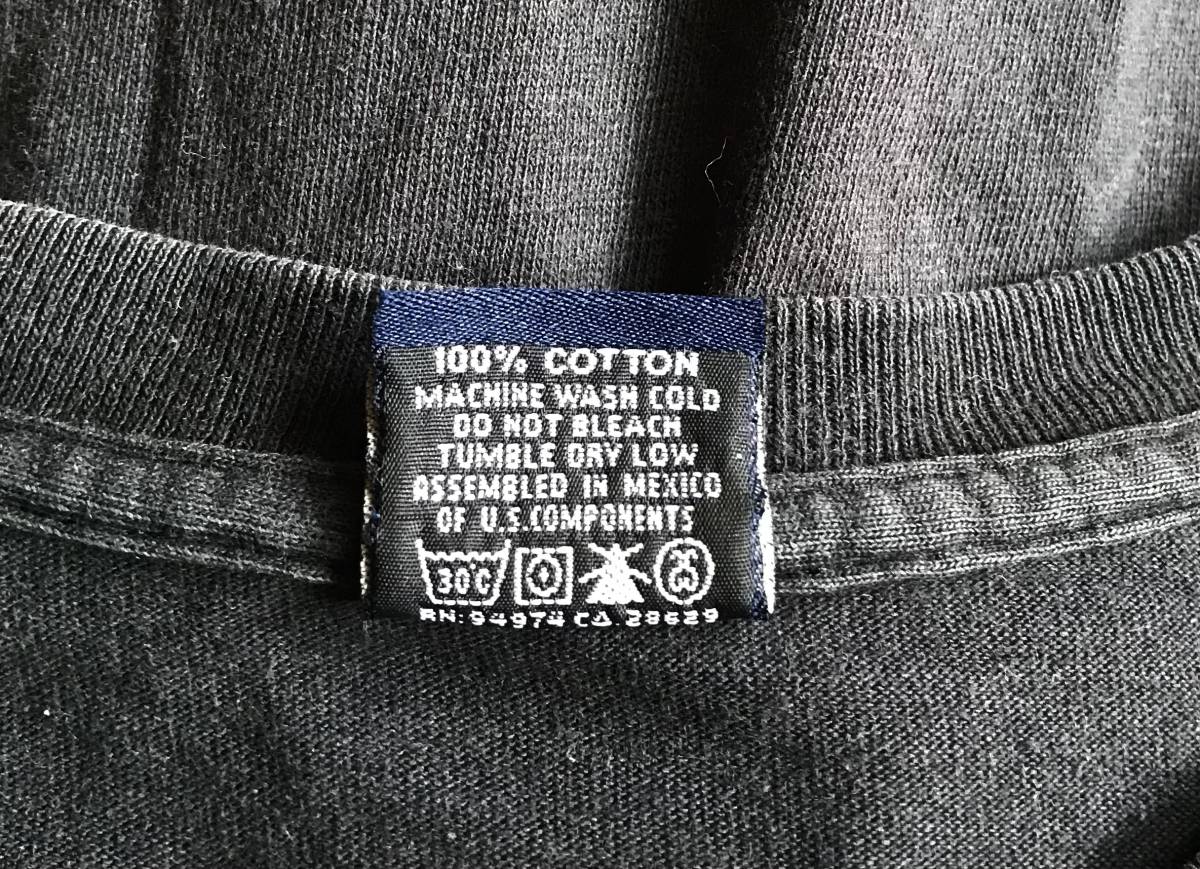 100% COTTON
MACHINE WASH COLD
DO NOT BLEACH
TUMBLE DRY LOW
ASSEMBLED IN MEXICO
OF U.S.COMPONENTS
30C
RN: 94974 CA. 28629